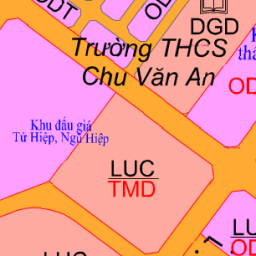 ODT
OD
DGD
Trường THCS
Chu Văn An
OD
Khu đấu giá
Tứ Hiệp, Ngũ Hiệp
LUC
TMD
LU
OD
LUC